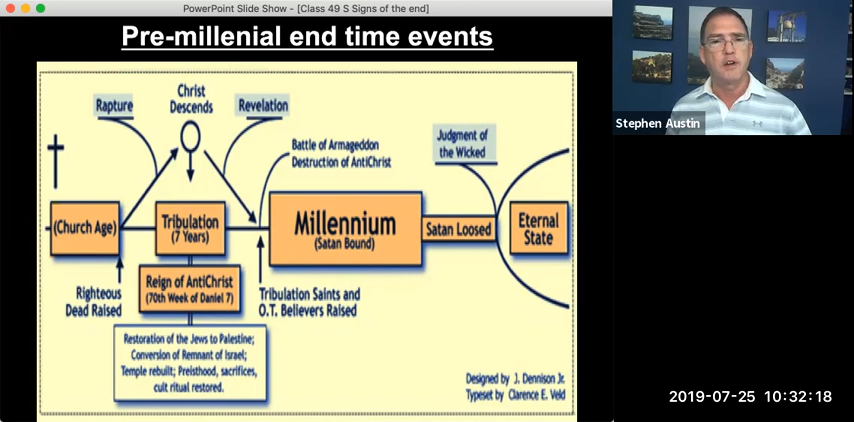 PowerPoint Slide Show - [Class 49 S Signs of the end]
Pre-millenial end time events
Rapture
Christ
Descends
Revelation
Battle of Armageddon
Destruction of AntiChrist
Judgment of
the Wicked
(Church Age)
Tribulation
(7 Years)
Millennium
(Satan Bound)
Satan Loosed
Eternal
State
Reign of AntiChrist
(70th Week of Daniel 7)
Righteous
Dead Raised
Tribulation Saints and
O.T. Believers Raised
Restoration of the Jews to Palestine;
Conversion of Remnant of Israel;
Temple rebuilt; Preisthood, sacrifices,
cult ritual restored.
Designed by J. Dennison Jr.
Typeset by Clarence E. Veld
Stephen Austin
2019-07-25 10:32:18